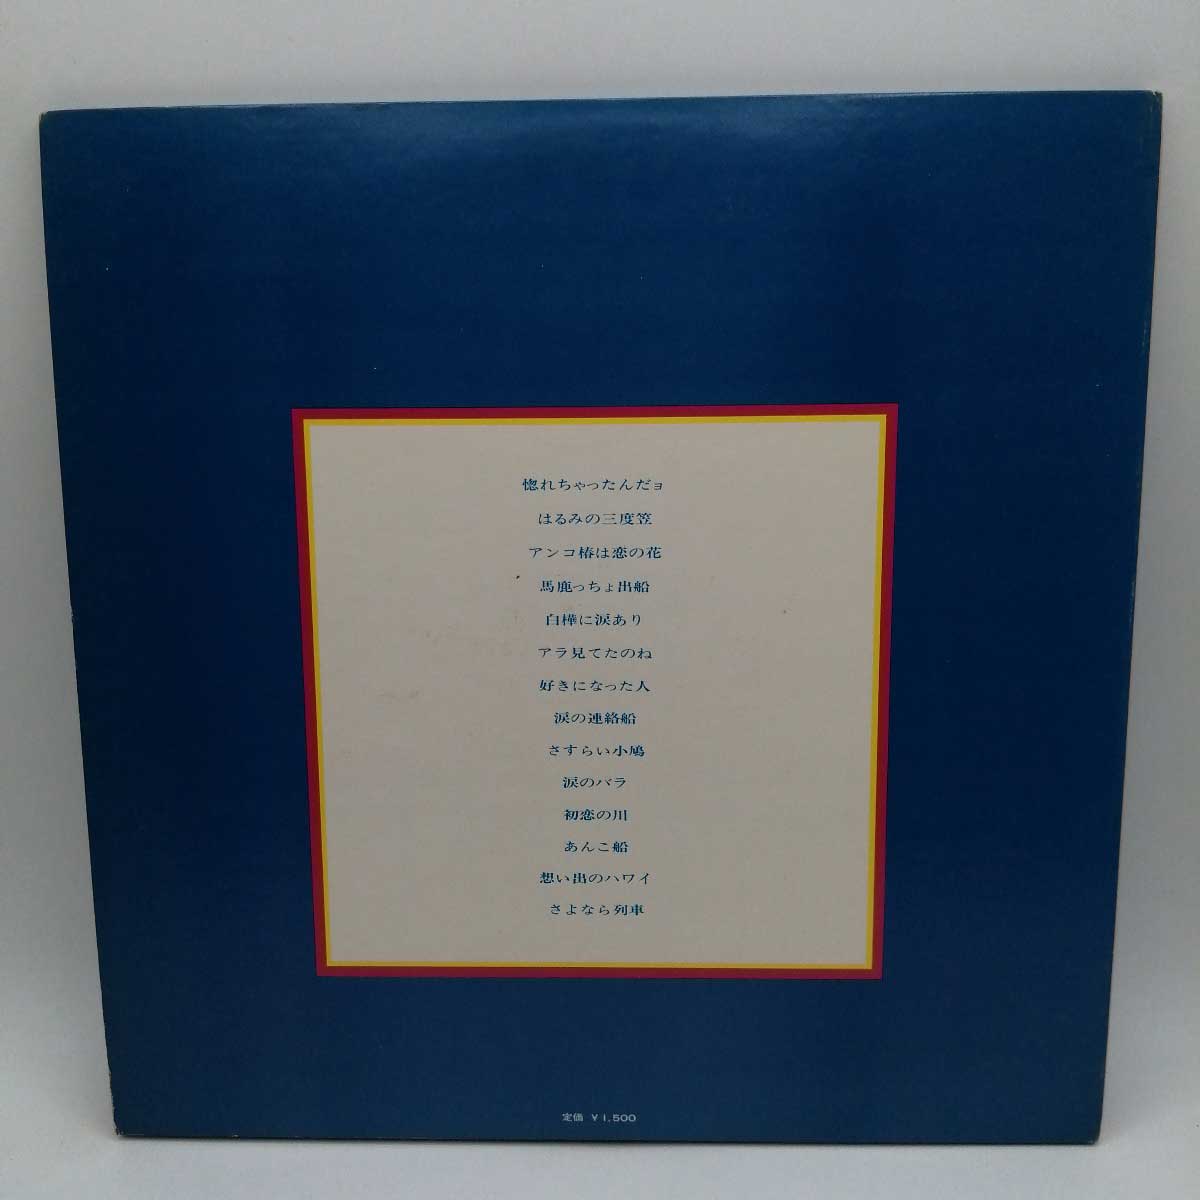 惚れちゃったんだョ
はるみの三度笠
アンコ椿は恋の花
馬鹿っちょ出船
白樺に涙あり
アラ見てたのね
好きになった人
涙の連絡船
さすらい小鳩
涙のバラ
初恋の川
あんこ船
想い出のハワイ
さよなら列車
定価 ￥1,500